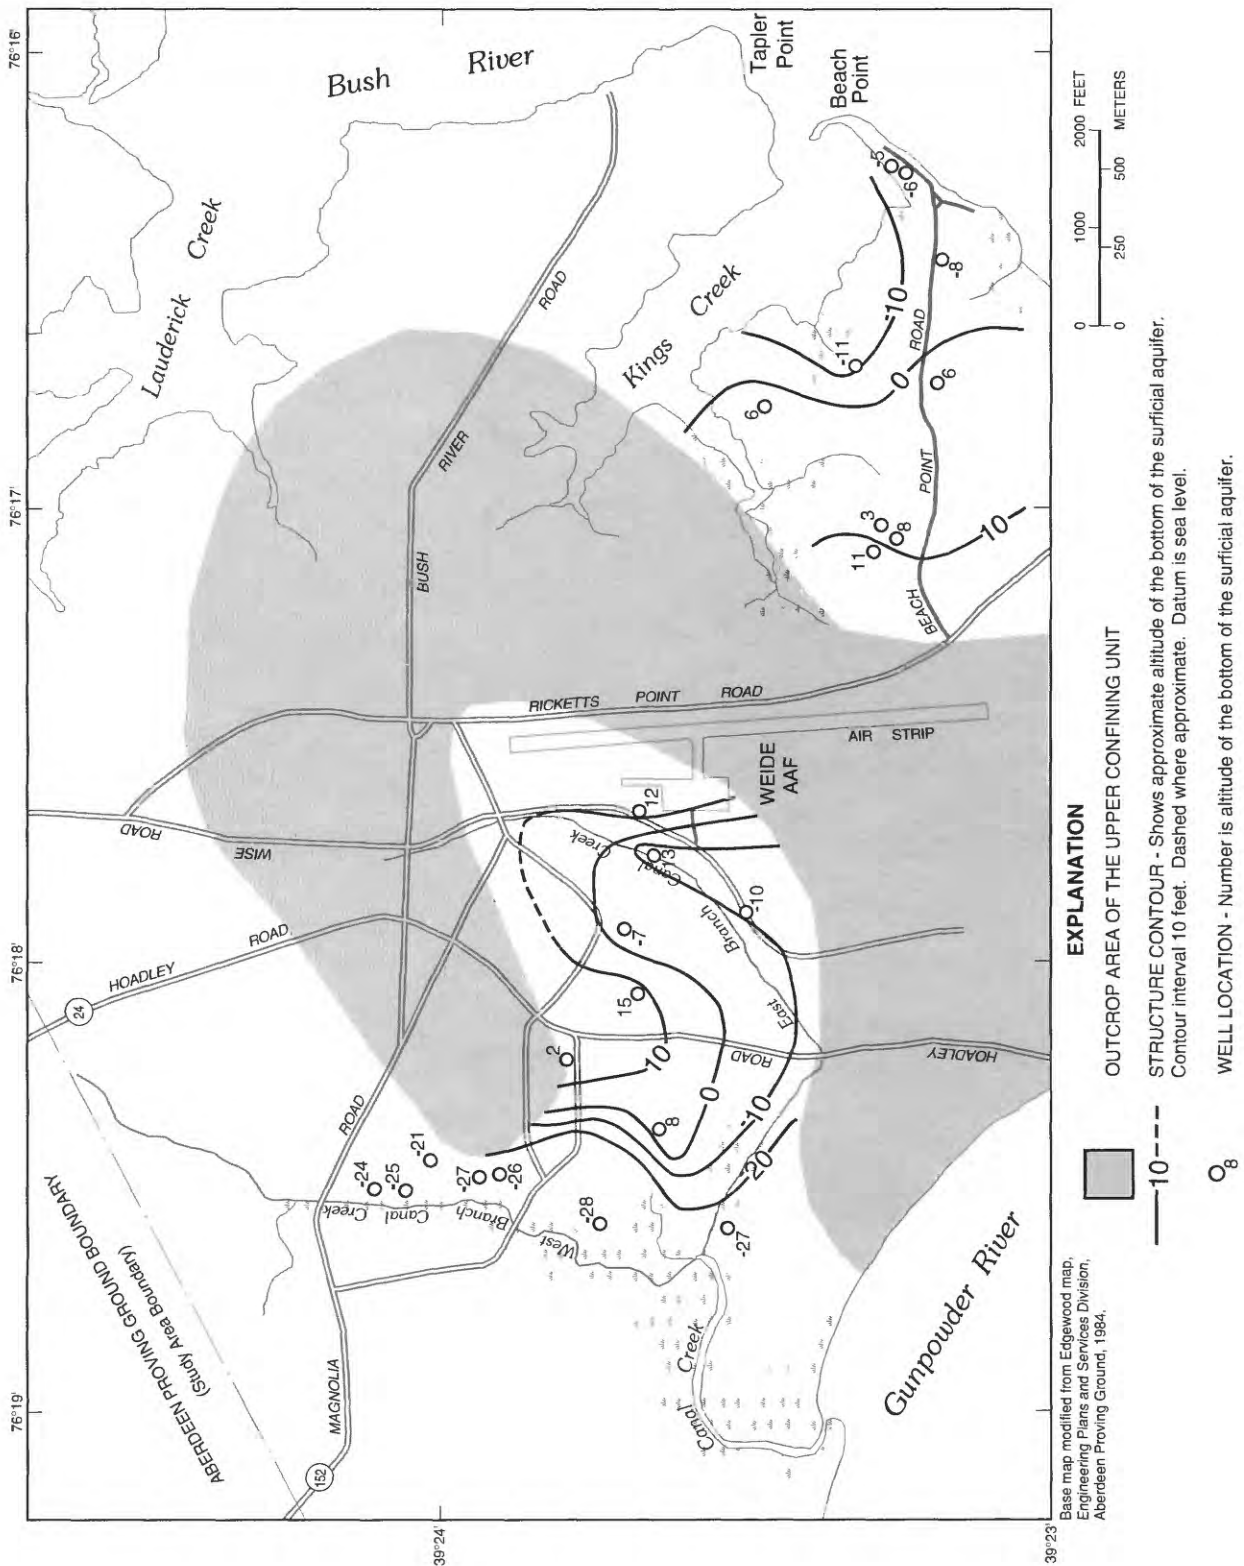 76°19'
76°18'
76°17'
76°16'
39°24'
39°23'
ABERDEEN PROVING GROUND BOUNDARY
(Study Area Boundary)
152
24
MAGNOLIA
ROAD
HOADLEY
ROAD
WISE
ROAD
BUSH
RIVER
ROAD
Lauderick
Creek
Bush
River
Kings
Creek
Tapler
Point
Beach
Point
RICKETTS
POINT
ROAD
AIR
STRIP
WEIDE
AAF
BEACH
POINT
ROAD
HOADLEY
ROAD
West
Branch
Canal
Creek
East
Branch
Canal
Creek
Canal
Creek
Gunpowder River
-24
-25
-21
-27
-26
-28
-27
2
8
15
-7
-13
12
-10
11
3
8
6
6
-11
-8
-5
-6
10
0
-10
-20
10
0
-10
Base map modified from Edgewood map,
Engineering Plans and Services Division,
Aberdeen Proving Ground, 1984.
0 1000 2000 FEET
0 250 500 METERS
EXPLANATION
OUTCROP AREA OF THE UPPER CONFINING UNIT
—10--- STRUCTURE CONTOUR - Shows approximate altitude of the bottom of the surficial aquifer.
Contour interval 10 feet. Dashed where approximate. Datum is sea level.
8 WELL LOCATION - Number is altitude of the bottom of the surficial aquifer.